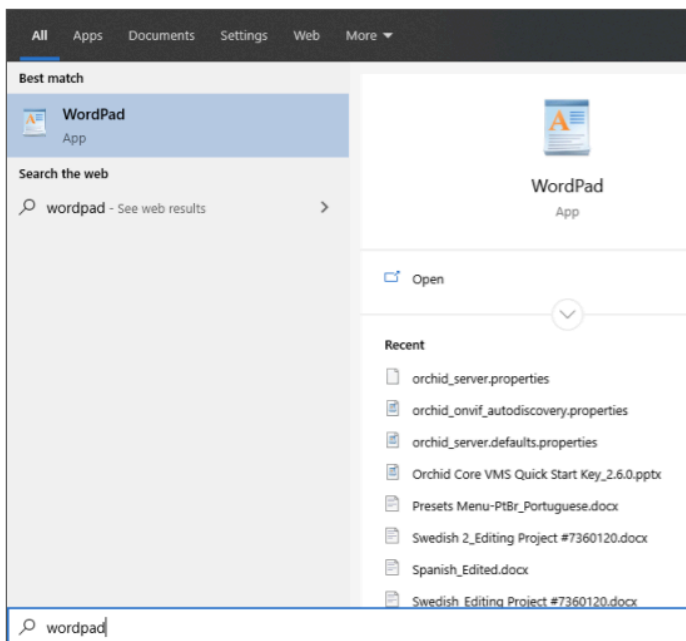 All Apps Documents Settings Web More
Best match
WordPad
App
Search the web
wordpad - See web results
WordPad
App
Open
Recent
orchid_server.properties
orchid_onvif_autodiscovery.properties
orchid_server.defaults.properties
Orchid Core VMS Quick Start Key_2.6.0.pptx
Presets Menu-PtBr_Portuguese.docx
Swedish 2_Editing Project #7360120.docx
Spanish_Edited.docx
Swedish Editing Project #7360120.docx
wordpad